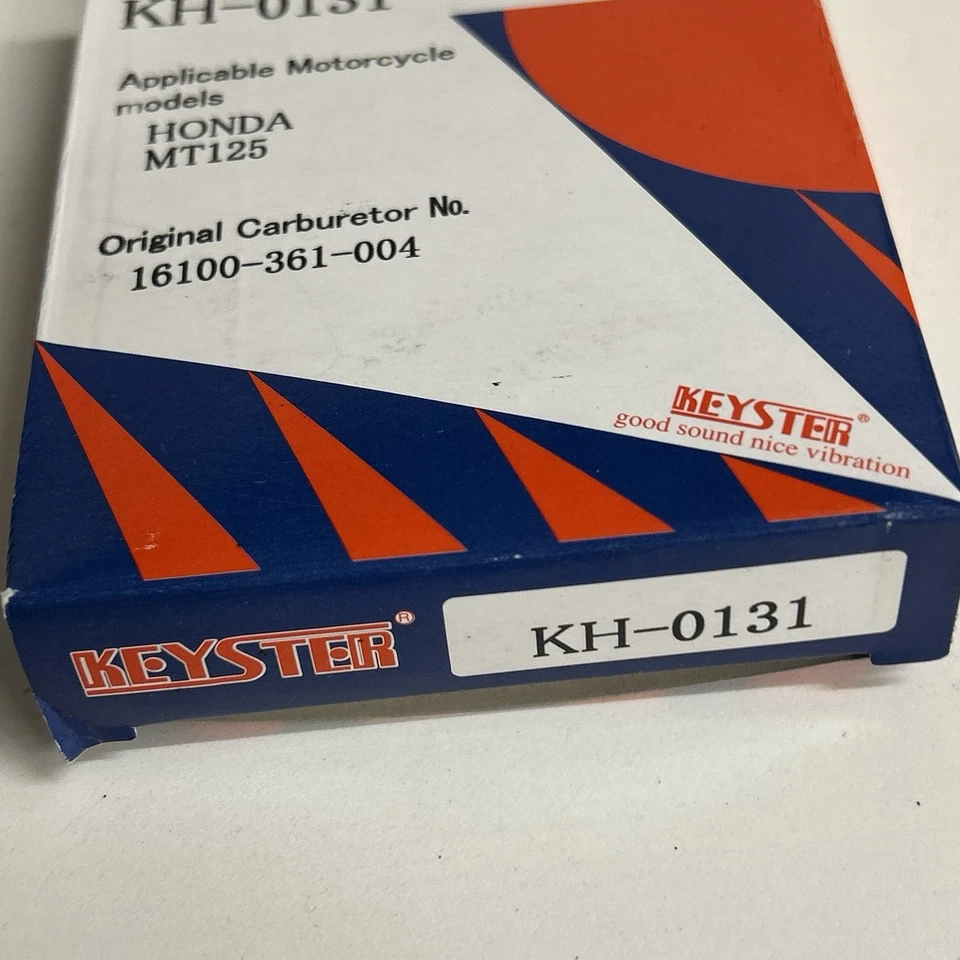 KH-0131
Applicable Motorcycle
models
HONDA
MT125
Original Carburetor No.
16100-361-004
KEYSTER®
good sound nice vibration
KEYSTER®
KH-0131